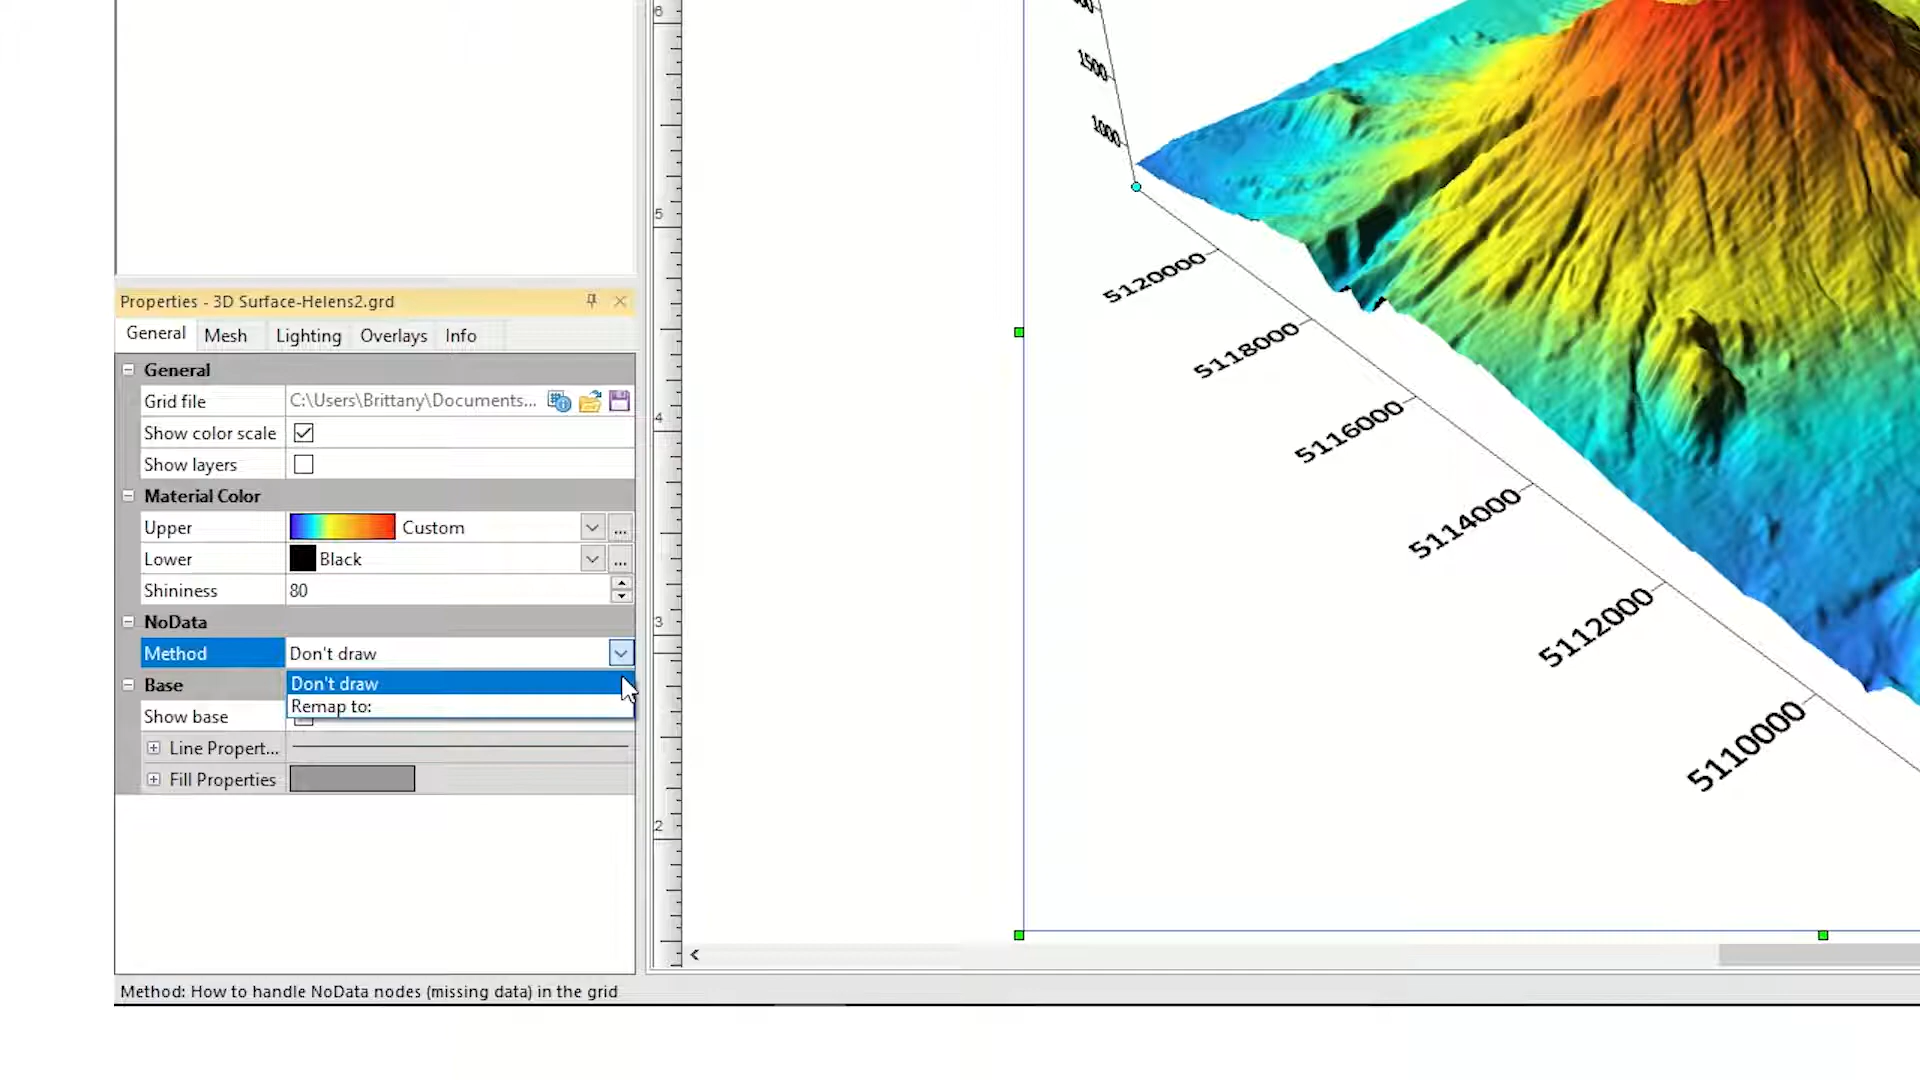 Properties - 3D Surface-Helens2.grd
General Mesh Lighting Overlays Info
General
Grid file C:\Users\Brittany\Documents...
Show color scale
Show layers
Material Color
Upper Custom ...
Lower Black ...
Shininess 80
NoData
Method Don't draw
Don't draw
Remap to:
Base
Show base
Line Propert...
Fill Properties
Method: How to handle NoData nodes (missing data) in the grid
6
5
4
3
2
1500
1000
5120000
5118000
5116000
5114000
5112000
5110000